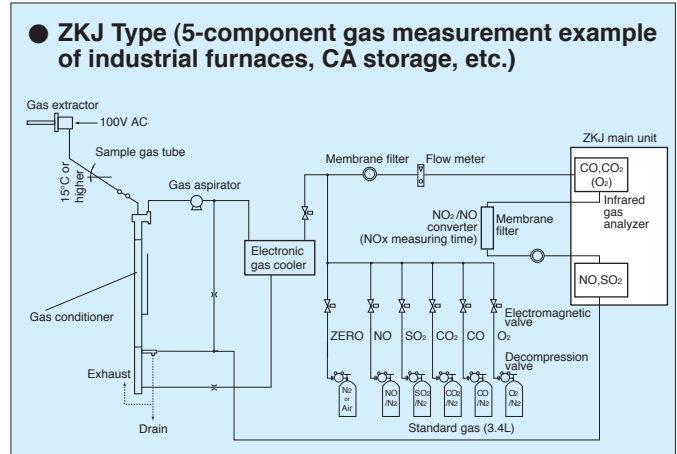 ● ZKJ Type (5-component gas measurement example
of industrial furnaces, CA storage, etc.)
Gas extractor
100V AC
ZKJ main unit
Sample gas tube
15°C or
higher
Membrane filter
Flow meter
CO,CO₂
(O₂)
Gas aspirator
Infrared
gas
analyzer
NO₂/NO
converter
(NOx measuring time)
Membrane
filter
Electronic
gas cooler
NO,SO₂
Gas conditioner
Electromagnetic
valve
ZERO
NO
SO₂
CO₂
CO
O₂
Decompression
valve
Exhaust
N₂
or
Air
NO
/N₂
SO₂
/N₂
CO₂
/N₂
CO
/N₂
O₂
/N₂
Drain
Standard gas (3.4L)